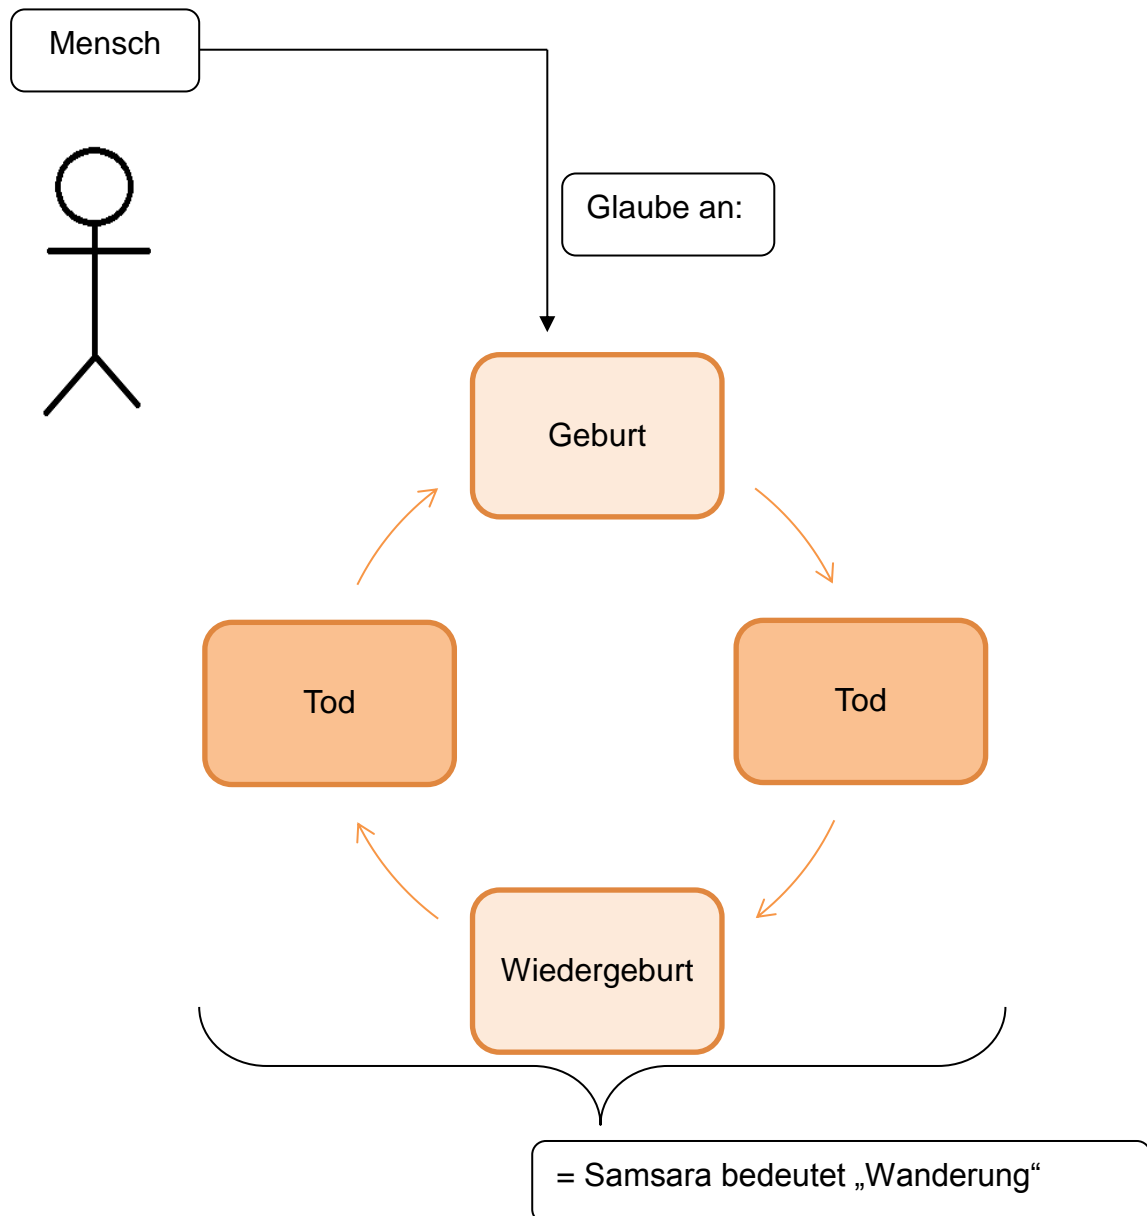 Mensch
Glaube an:
Geburt
Tod
Tod
Wiedergeburt
= Samsara bedeutet „Wanderung“